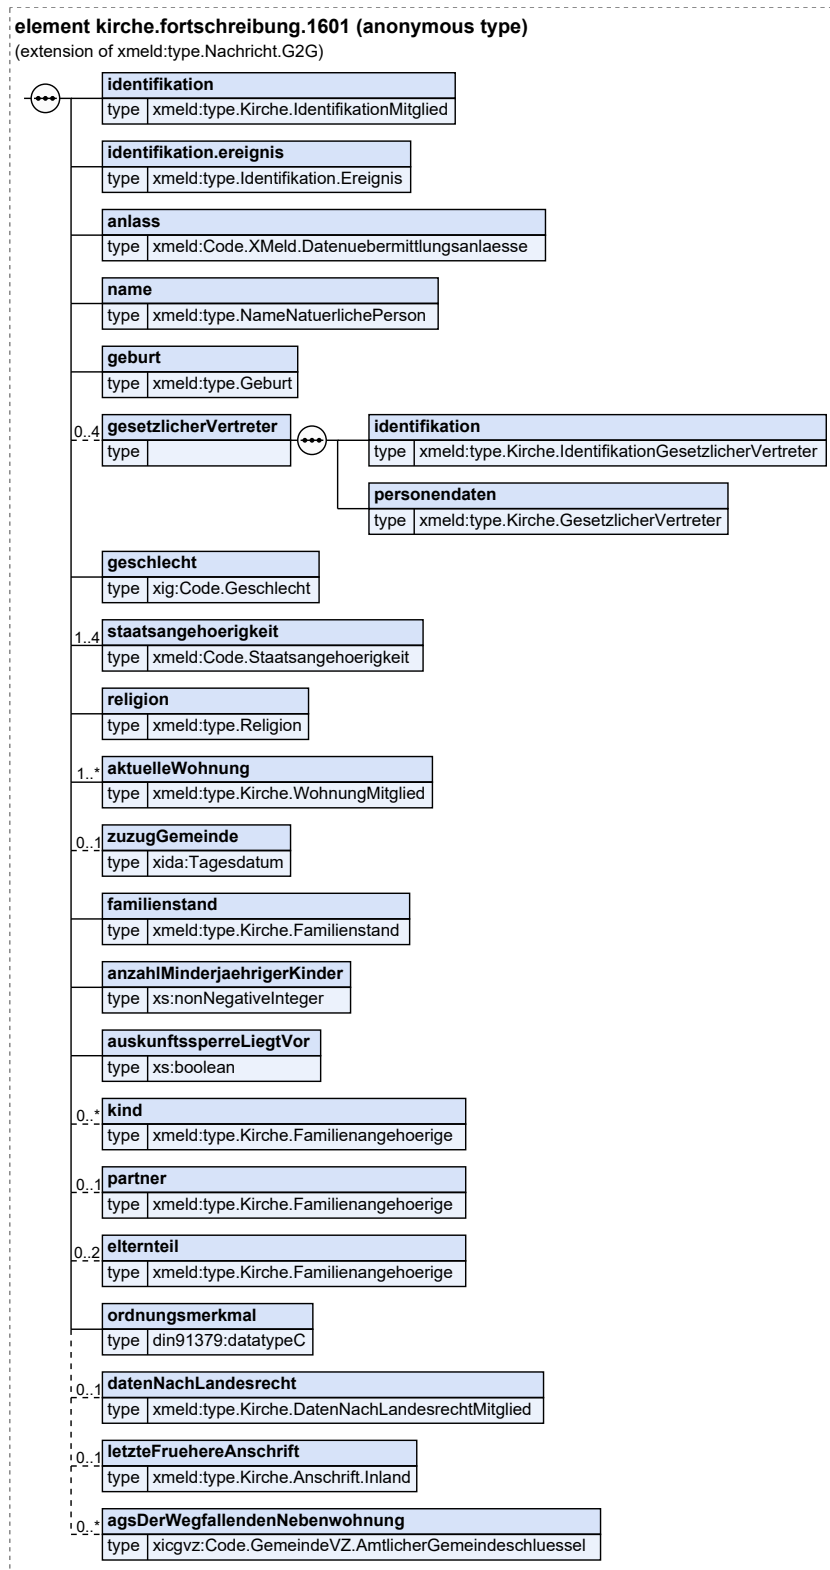 element kirche.fortschreibung.1601 (anonymous type)
(extension of xmeld:type.Nachricht.G2G)
identifikation
type xmeld:type.Kirche.IdentifikationMitglied
identifikation.ereignis
type xmeld:type.Identifikation.Ereignis
anlass
type xmeld:Code.XMeld.Datenuebermittlungsanlaesse
name
type xmeld:type.NameNatuerlichePerson
geburt
type xmeld:type.Geburt
0..4 gesetzlicherVertreter
type
identifikation
type xmeld:type.Kirche.IdentifikationGesetzlicherVertreter
personendaten
type xmeld:type.Kirche.GesetzlicherVertreter
geschlecht
type xig:Code.Geschlecht
1..4 staatsangehoerigkeit
type xmeld:Code.Staatsangehoerigkeit
religion
type xmeld:type.Religion
1..* aktuelleWohnung
type xmeld:type.Kirche.WohnungMitglied
0..1 zuzugGemeinde
type xida:Tagesdatum
familienstand
type xmeld:type.Kirche.Familienstand
anzahlMinderjaehrigerKinder
type xs:nonNegativeInteger
auskunftssperreLiegtVor
type xs:boolean
0..* kind
type xmeld:type.Kirche.Familienangehoerige
0..1 partner
type xmeld:type.Kirche.Familienangehoerige
0..2 elternteil
type xmeld:type.Kirche.Familienangehoerige
ordnungsmerkmal
type din91379:datatypeC
0..1 datenNachLandesrecht
type xmeld:type.Kirche.DatenNachLandesrechtMitglied
0..1 letzteFruehereAnschrift
type xmeld:type.Kirche.Anschrift.Inland
0..* agsDerWegfallendenNebenwohnung
type xicgvz:Code.GemeindeVZ.AmtlicherGemeindeschluessel